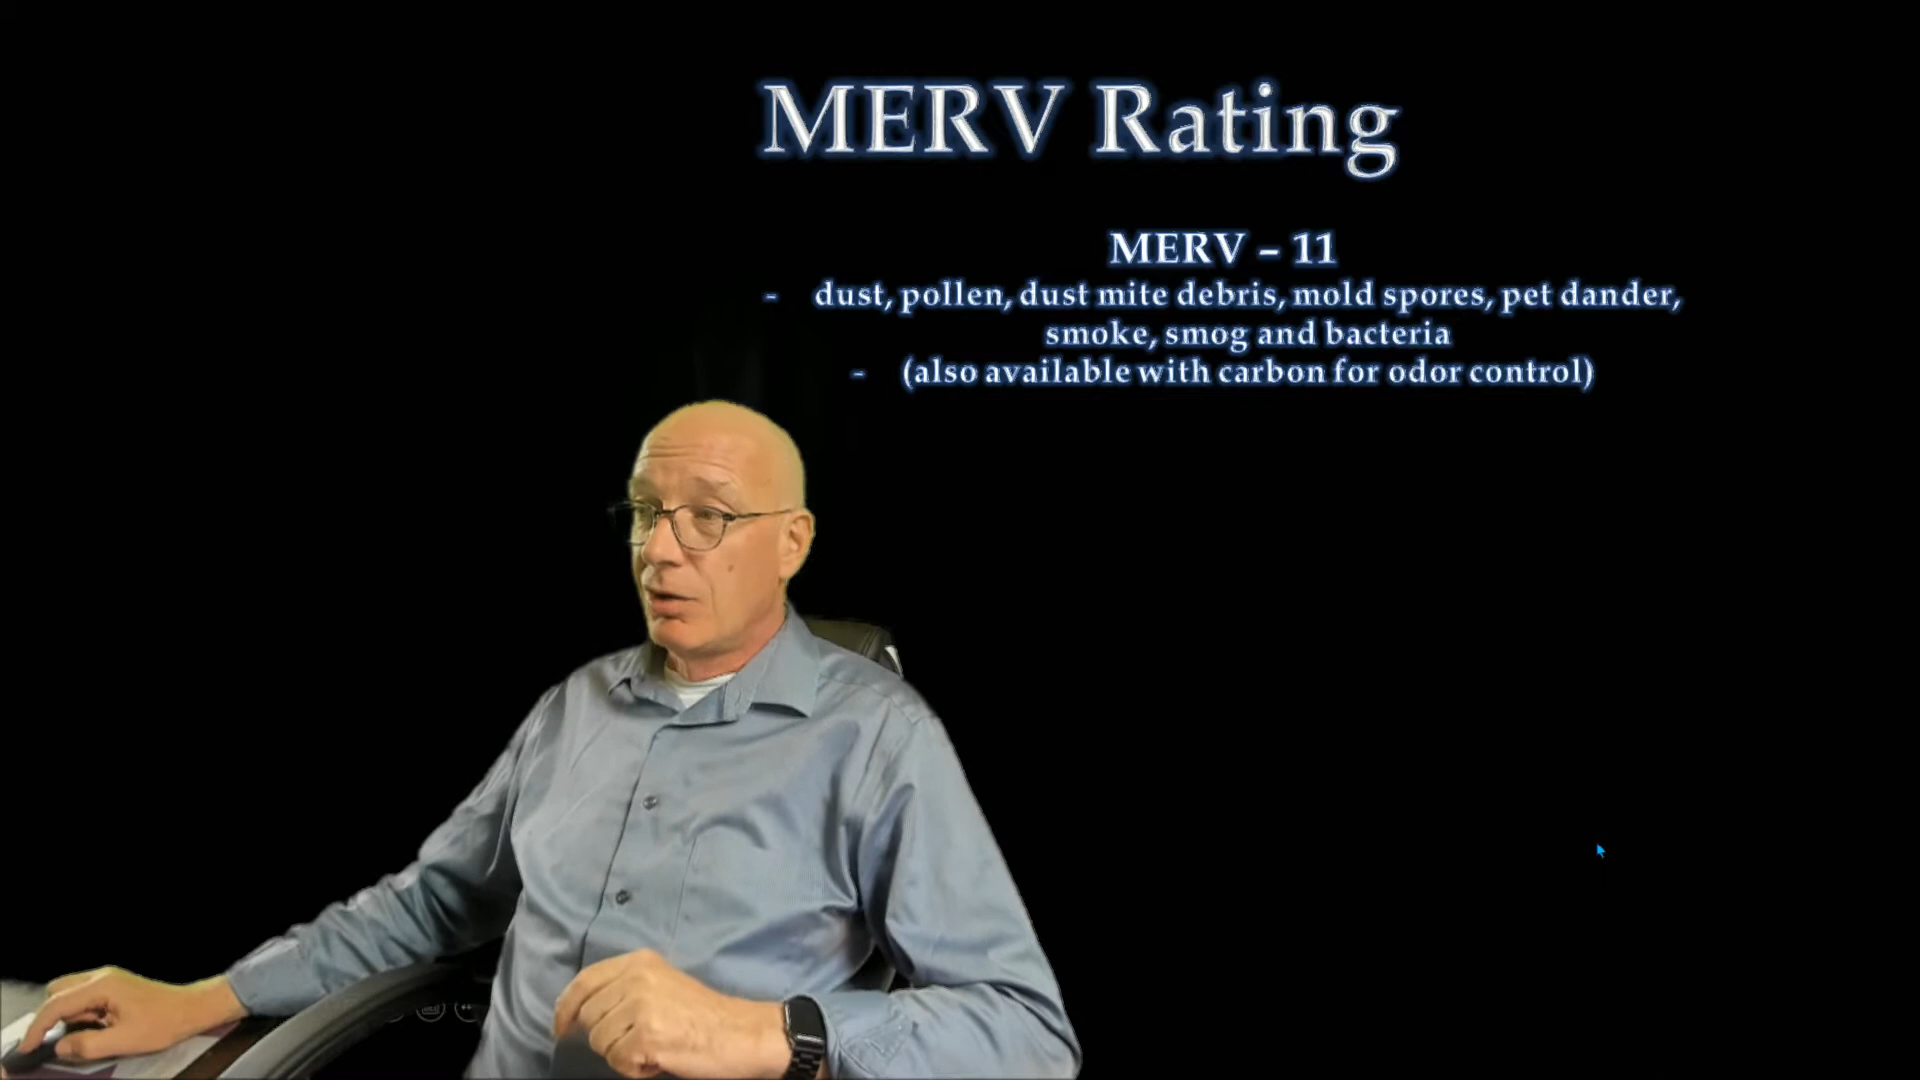 MERV Rating
MERV – 11
- dust, pollen, dust mite debris, mold spores, pet dander,
smoke, smog and bacteria
- (also available with carbon for odor control)